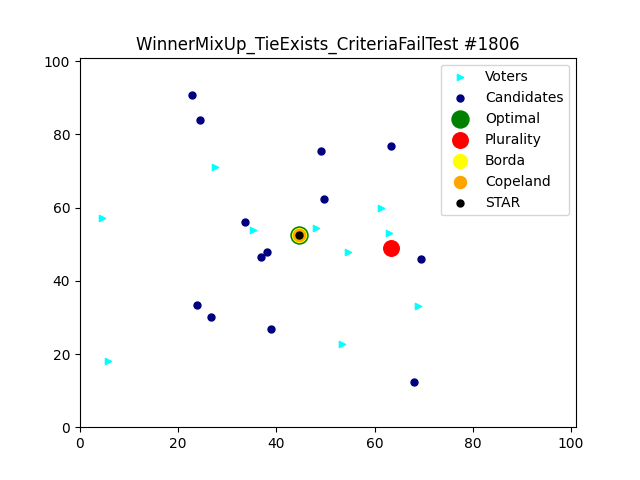 WinnerMixUp_TieExists_CriteriaFailTest #1806
100
80
60
40
20
0
0
20
40
60
80
100
Voters
Candidates
Optimal
Plurality
Borda
Copeland
STAR